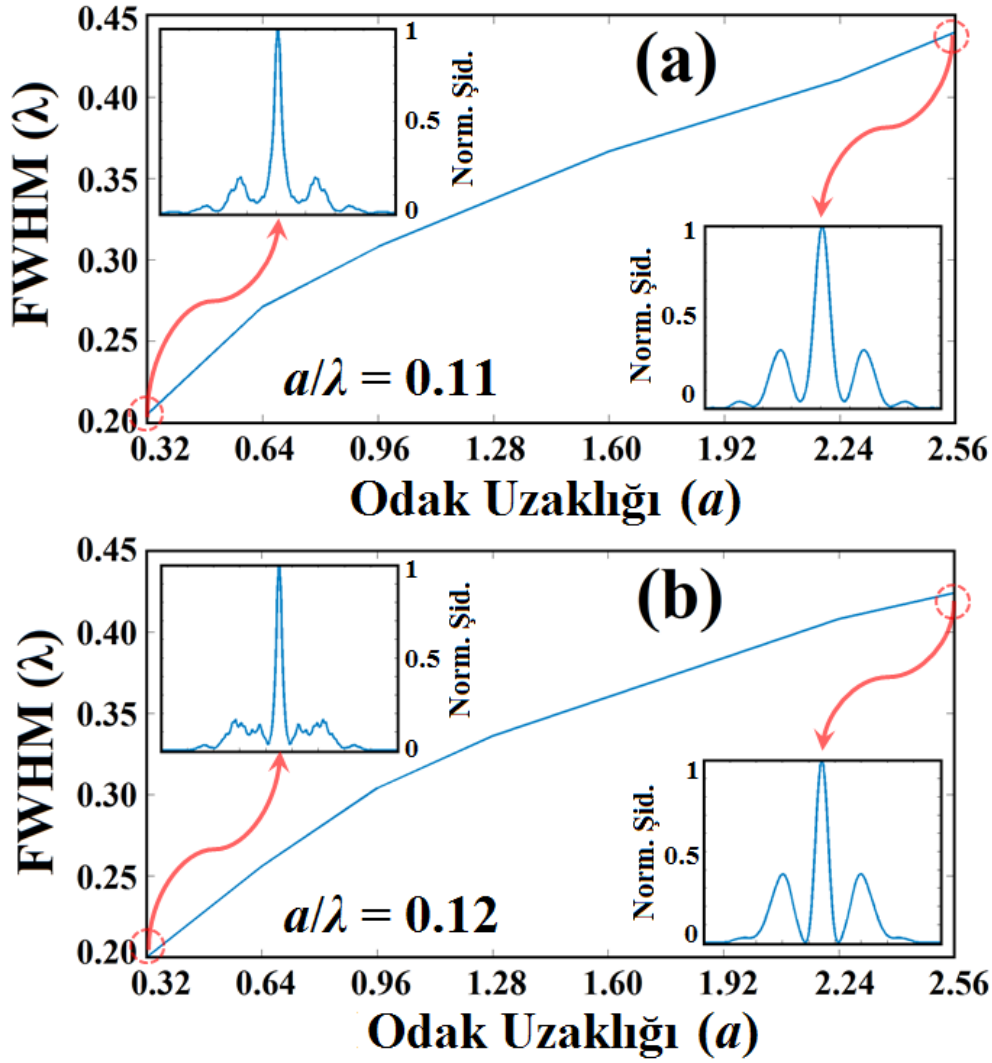 (a)
FWHM (λ)
0.45
0.40
0.35
0.30
0.25
0.20
1
0.5
0
Norm. Şid.
1
0.5
0
Norm. Şid.
a/λ = 0.11
0.32 0.64 0.96 1.28 1.60 1.92 2.24 2.56
Odak Uzaklığı (a)
(b)
FWHM (λ)
0.45
0.40
0.35
0.30
0.25
0.20
1
0.5
0
Norm. Şid.
1
0.5
0
Norm. Şid.
a/λ = 0.12
0.32 0.64 0.96 1.28 1.60 1.92 2.24 2.56
Odak Uzaklığı (a)